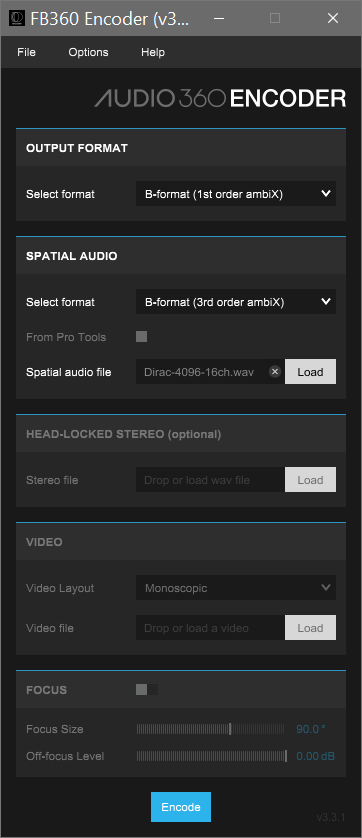 FB360 Encoder (v3...
File Options Help
AUDIO360 ENCODER
OUTPUT FORMAT
Select format B-format (1st order ambiX)
SPATIAL AUDIO
Select format B-format (3rd order ambiX)
From Pro Tools
Spatial audio file Dirac-4096-16ch.wav Load
HEAD-LOCKED STEREO (optional)
Stereo file Drop or load wav file Load
VIDEO
Video Layout Monoscopic
Video file Drop or load a video Load
FOCUS
Focus Size 90.0 °
Off-focus Level 0.00 dB
Encode
v3.3.1